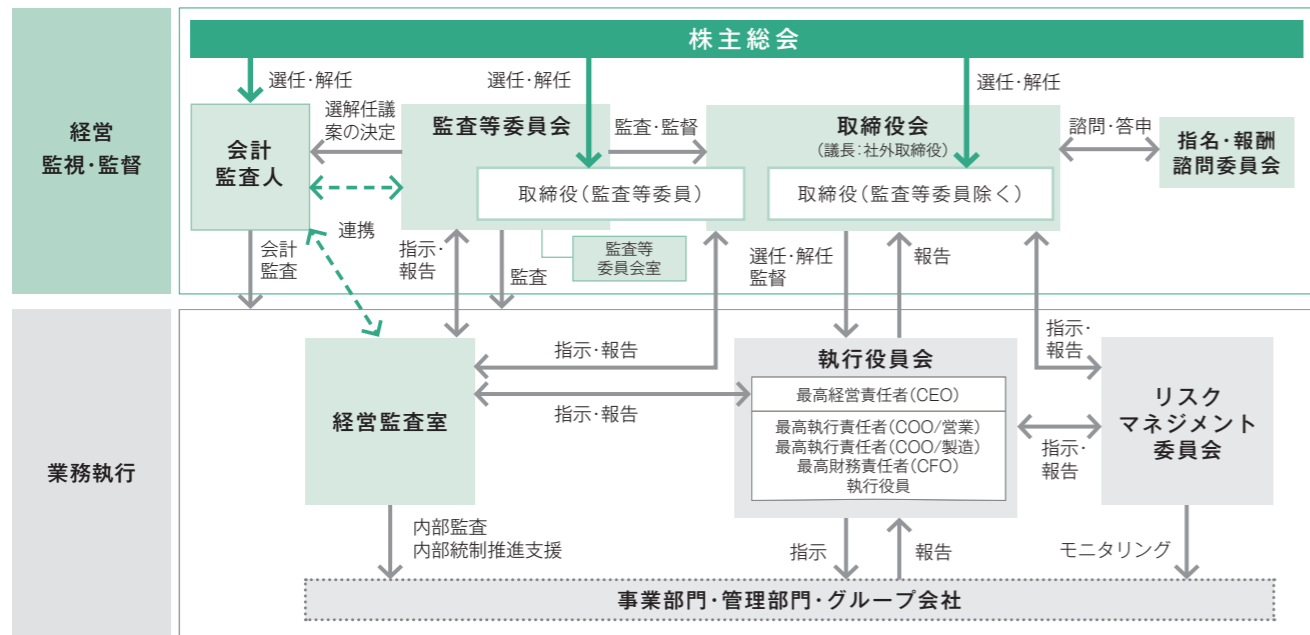 株主総会
経営
監視・監督
選任・解任
選任・解任
選任・解任
会計
監査人
選解任議
案の決定
監査等委員会
監査・監督
取締役会
(議長:社外取締役)
諮問・答申
指名・報酬
諮問委員会
取締役(監査等委員)
取締役(監査等委員除く)
連携
会計
監査
指示・
報告
監査
監査等
委員会室
選任・解任
監督
報告
指示・
報告
業務執行
経営監査室
指示・報告
指示・報告
執行役員会
最高経営責任者(CEO)
最高執行責任者(COO/営業)
最高執行責任者(COO/製造)
最高財務責任者(CFO)
執行役員
指示・
報告
リスク
マネジメント
委員会
内部監査
内部統制推進支援
指示
報告
モニタリング
事業部門・管理部門・グループ会社